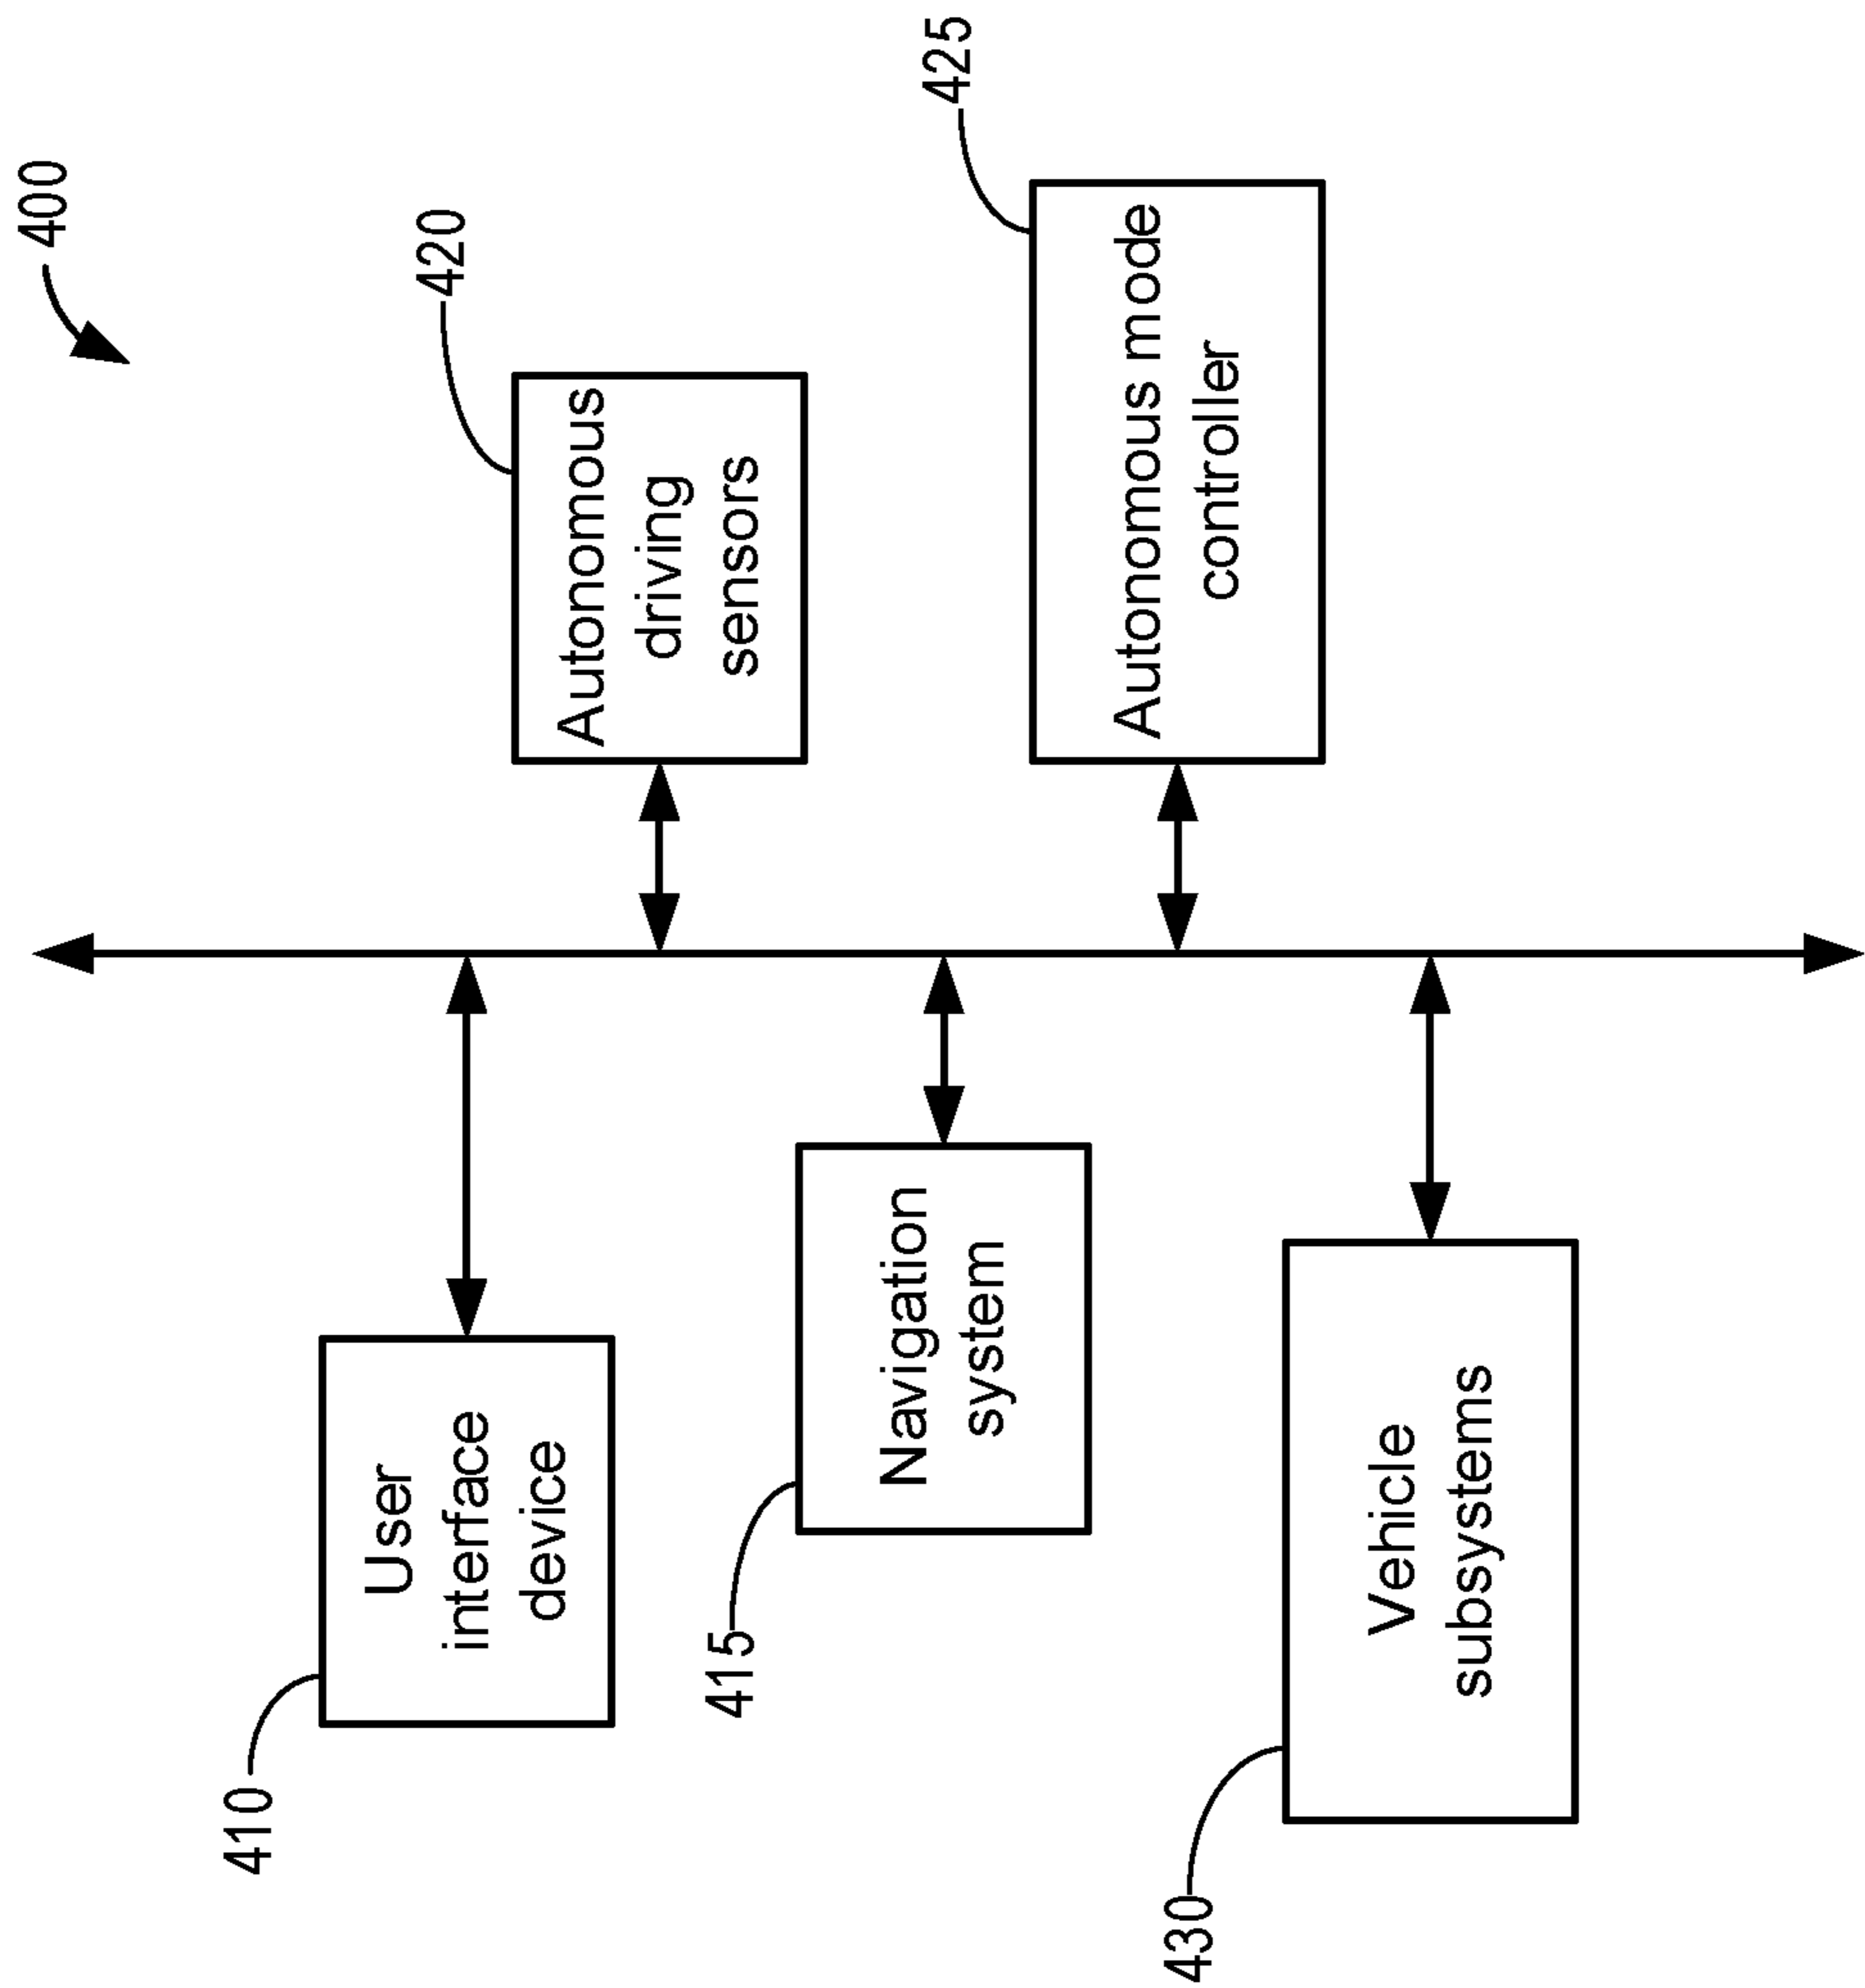 400
410
User
interface
device
415
Navigation
system
430
Vehicle
subsystems
420
Autonomous
driving
sensors
425
Autonomous mode
controller